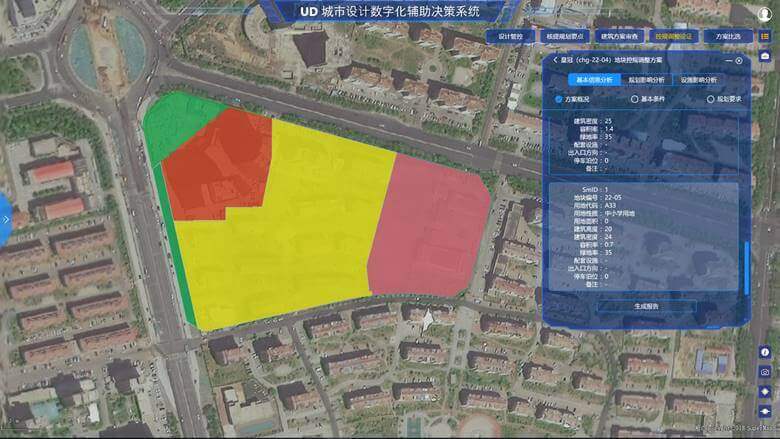 UD 城市设计数字化辅助决策系统
设计管控
核提规划要点
建筑方案审查
控规调整论证
方案比选
皇冠（chg-22-04）地块控规调整方案
基本信息分析
规划影响分析
设施影响分析
方案概况
基本条件
规划要求
建筑密度：25
容积率：1.4
绿地率：35
配套设施：-
出入口方向：-
停车泊位：0
备注：-
SmID：1
地块编号：22-05
用地代码：A33
用地性质：中小学用地
用地面积：0
建筑高度：20
建筑密度：24
容积率：0.7
绿地率：35
配套设施：-
出入口方向：-
停车泊位：0
备注：-
生成报告